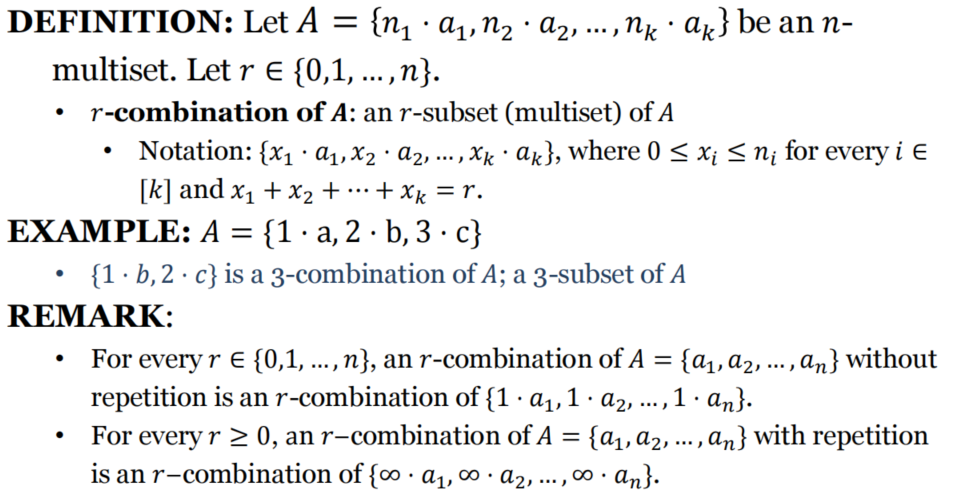 DEFINITION: Let A = {n₁ · a₁, n₂ · a₂, …, nₖ · aₖ} be an n-
multiset. Let r ∈ {0,1, …, n}.
• r-combination of A: an r-subset (multiset) of A
• Notation: {x₁ · a₁, x₂ · a₂, …, xₖ · aₖ}, where 0 ≤ xᵢ ≤ nᵢ for every i ∈
[k] and x₁ + x₂ + ⋯ + xₖ = r.
EXAMPLE: A = {1 · a, 2 · b, 3 · c}
• {1 · b, 2 · c} is a 3-combination of A; a 3-subset of A
REMARK:
• For every r ∈ {0,1, …, n}, an r-combination of A = {a₁, a₂, …, aₙ} without
repetition is an r-combination of {1 · a₁, 1 · a₂, …, 1 · aₙ}.
• For every r ≥ 0, an r−combination of A = {a₁, a₂, …, aₙ} with repetition
is an r−combination of {∞ · a₁, ∞ · a₂, …, ∞ · aₙ}.